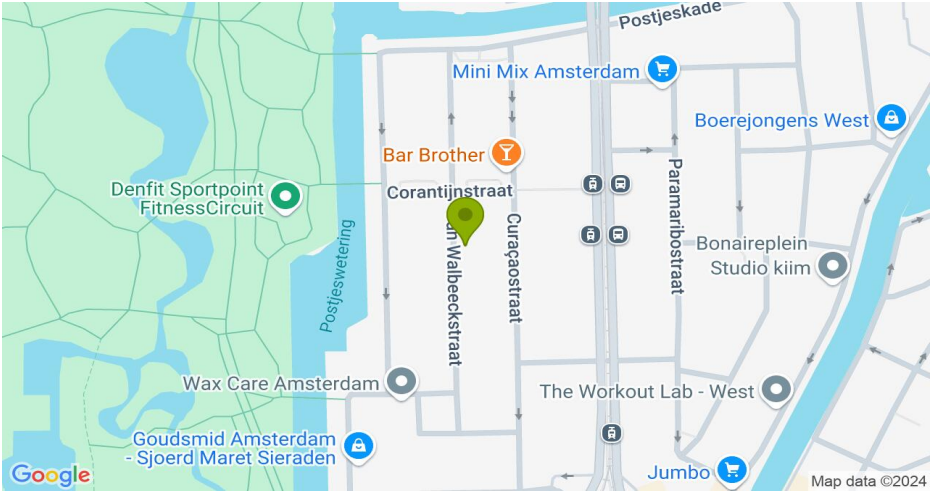 Postjeskade
Mini Mix Amsterdam
Boerejongens West
Bar Brother
Denfit Sportpoint
FitnessCircuit
Corantijnstraat
Paramaribostraat
Walbeeckstraat
Curaçaostraat
Bonaireplein
Studio kiim
Postjeswetering
Wax Care Amsterdam
The Workout Lab - West
Goudsmid Amsterdam
- Sjoerd Maret Sieraden
Jumbo
Google
Map data ©2024